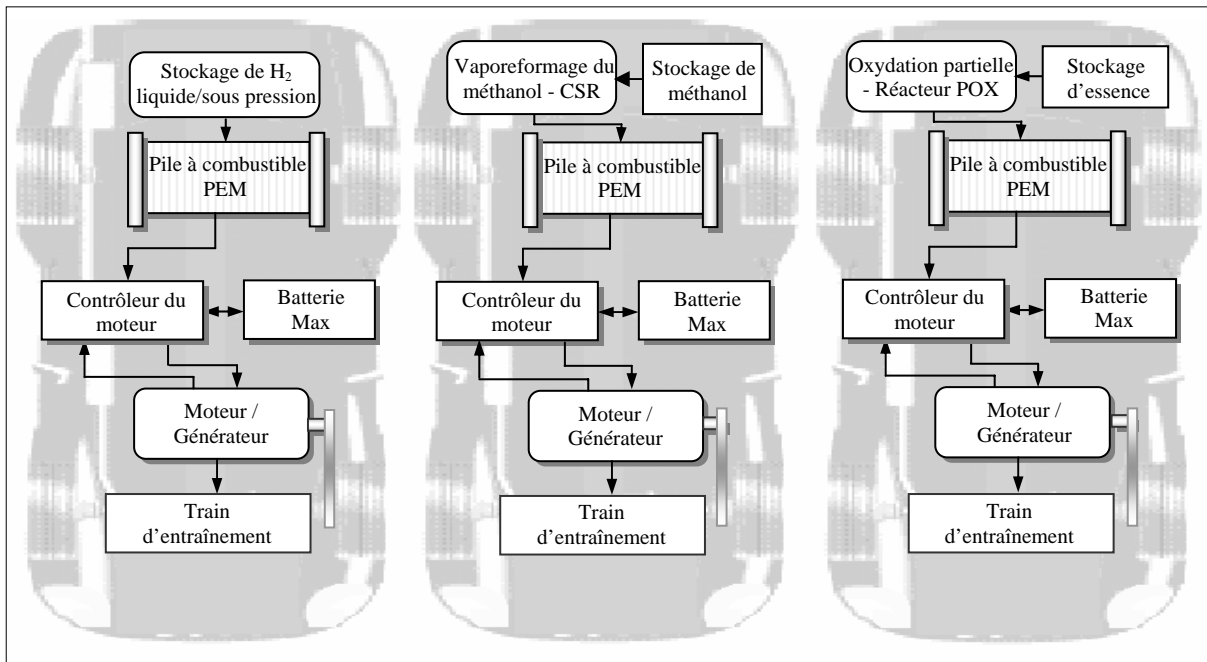 Stockage de H₂
liquide/sous pression
Pile à combustible
PEM
Contrôleur du
moteur
Batterie
Max
Moteur /
Générateur
Train
d'entraînement
Vaporeformage du
méthanol - CSR
Stockage de
méthanol
Pile à combustible
PEM
Contrôleur du
moteur
Batterie
Max
Moteur /
Générateur
Train
d'entraînement
Oxydation partielle
- Réacteur POX
Stockage
d'essence
Pile à combustible
PEM
Contrôleur du
moteur
Batterie
Max
Moteur /
Générateur
Train
d'entraînement